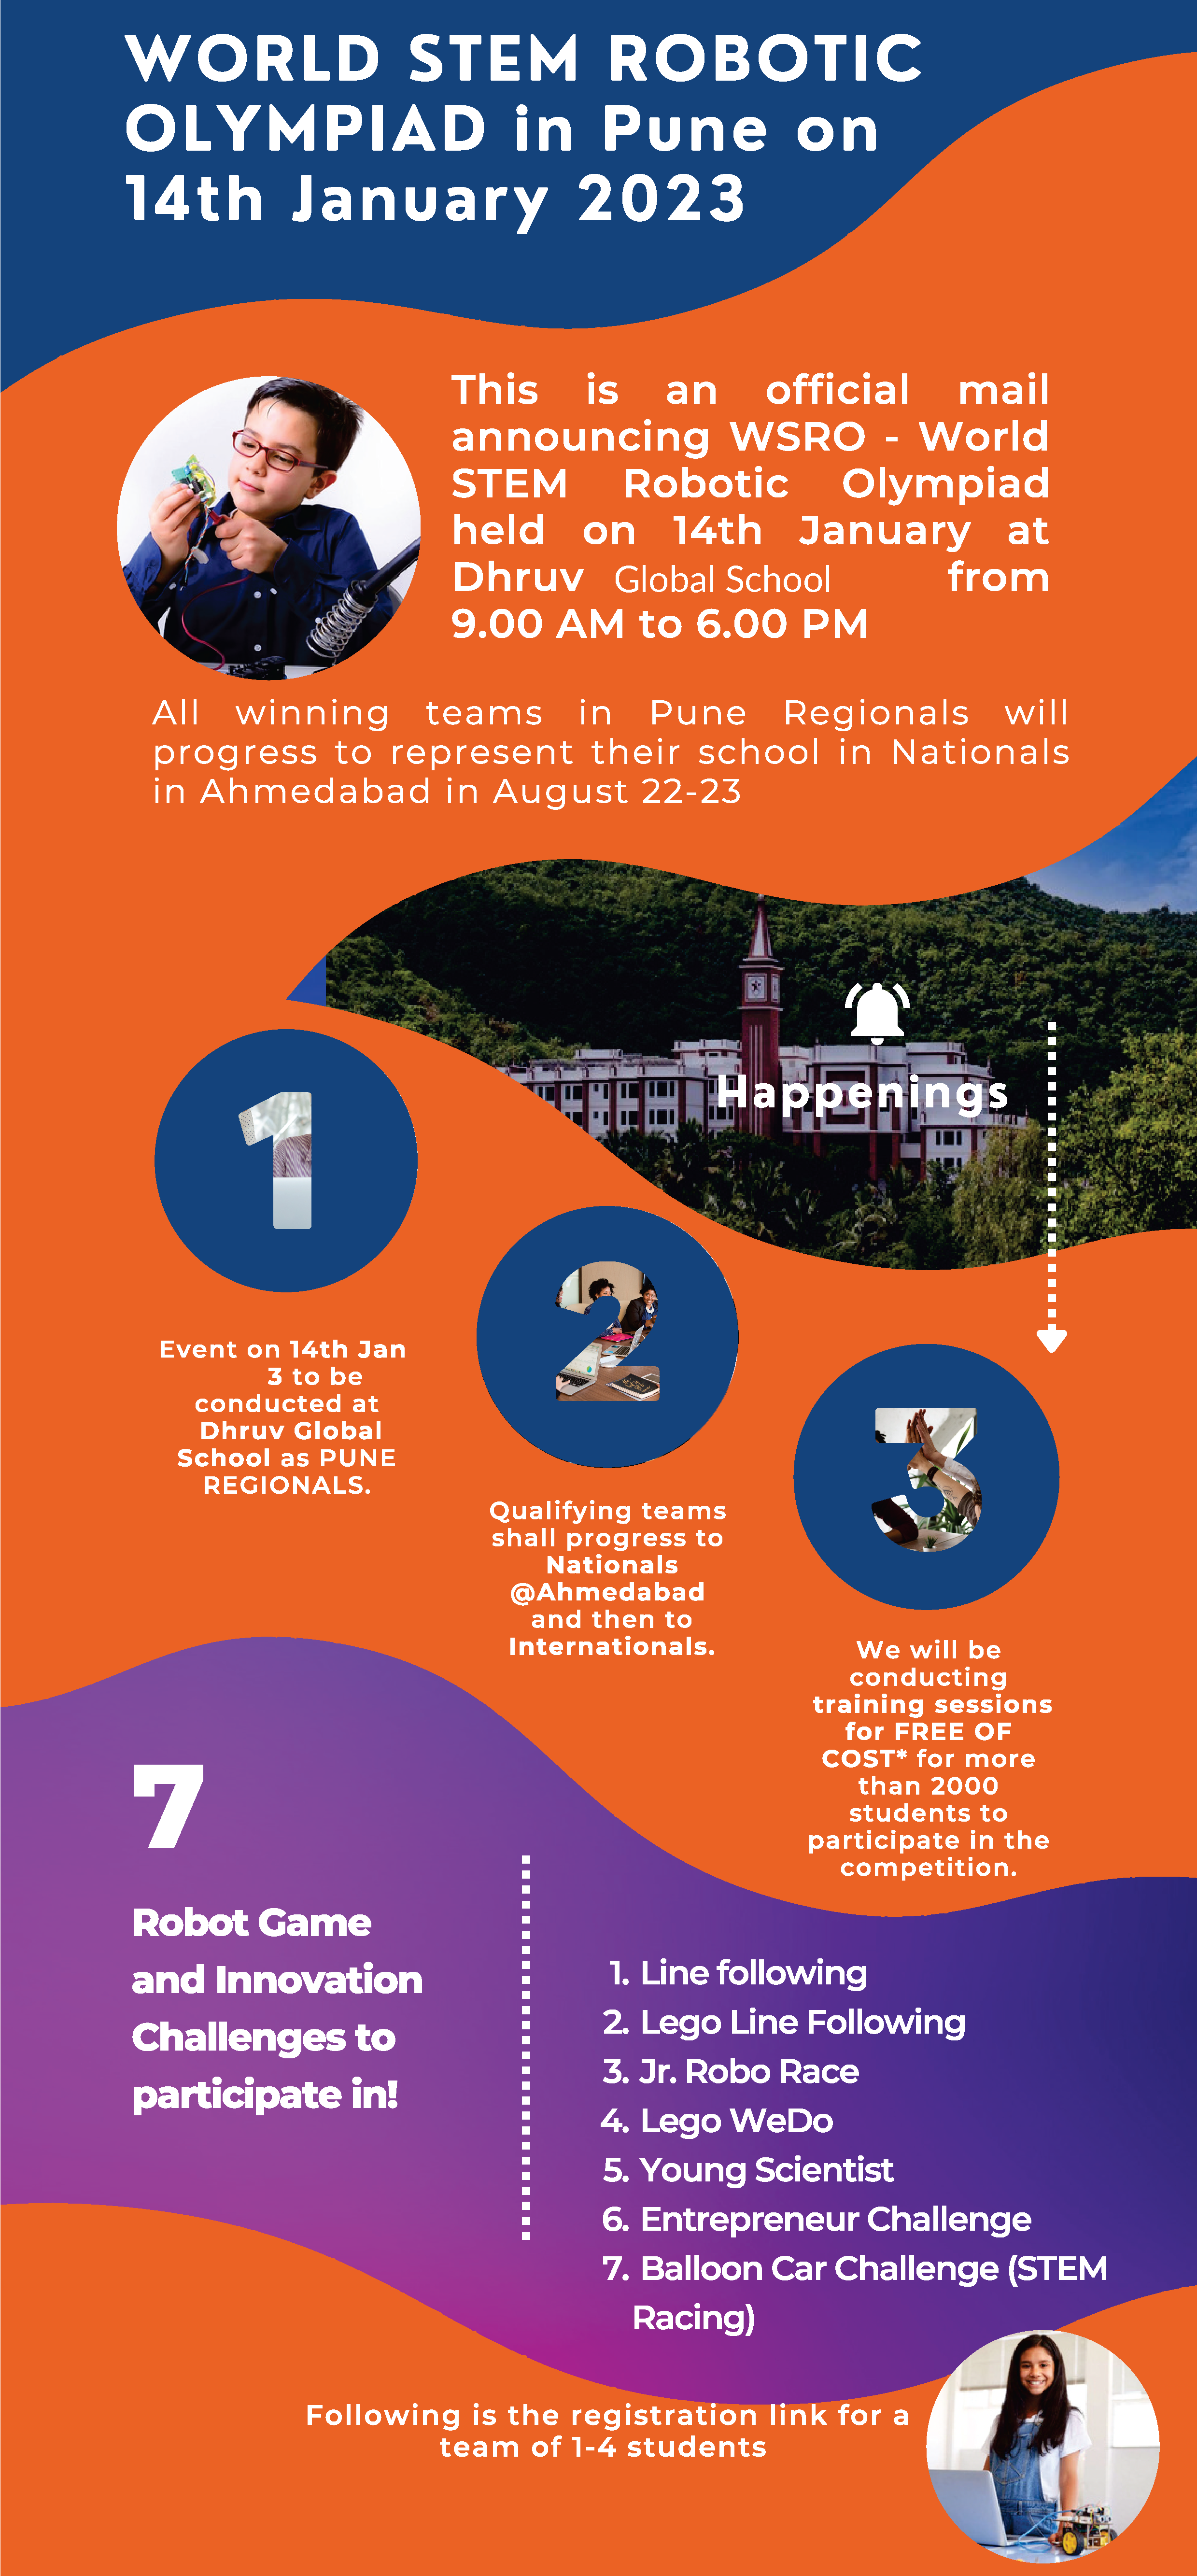 WORLD STEM ROBOTIC
OLYMPIAD in Pune on
14th January 2023
This is an official mail
announcing WSRO - World
STEM Robotic Olympiad
held on 14th January at
Dhruv Global School from
9.00 AM to 6.00 PM
All winning teams in Pune Regionals will
progress to represent their school in Nationals
in Ahmedabad in August 22-23
Happenings
1
Event on 14th Jan
3 to be
conducted at
Dhruv Global
School as PUNE
REGIONALS.
2
Qualifying teams
shall progress to
Nationals
@Ahmedabad
and then to
Internationals.
3
We will be
conducting
training sessions
for FREE OF
COST* for more
than 2000
students to
participate in the
competition.
7
Robot Game
and Innovation
Challenges to
participate in!
1. Line following
2. Lego Line Following
3. Jr. Robo Race
4. Lego WeDo
5. Young Scientist
6. Entrepreneur Challenge
7. Balloon Car Challenge (STEM
Racing)
Following is the registration link for a
team of 1-4 students